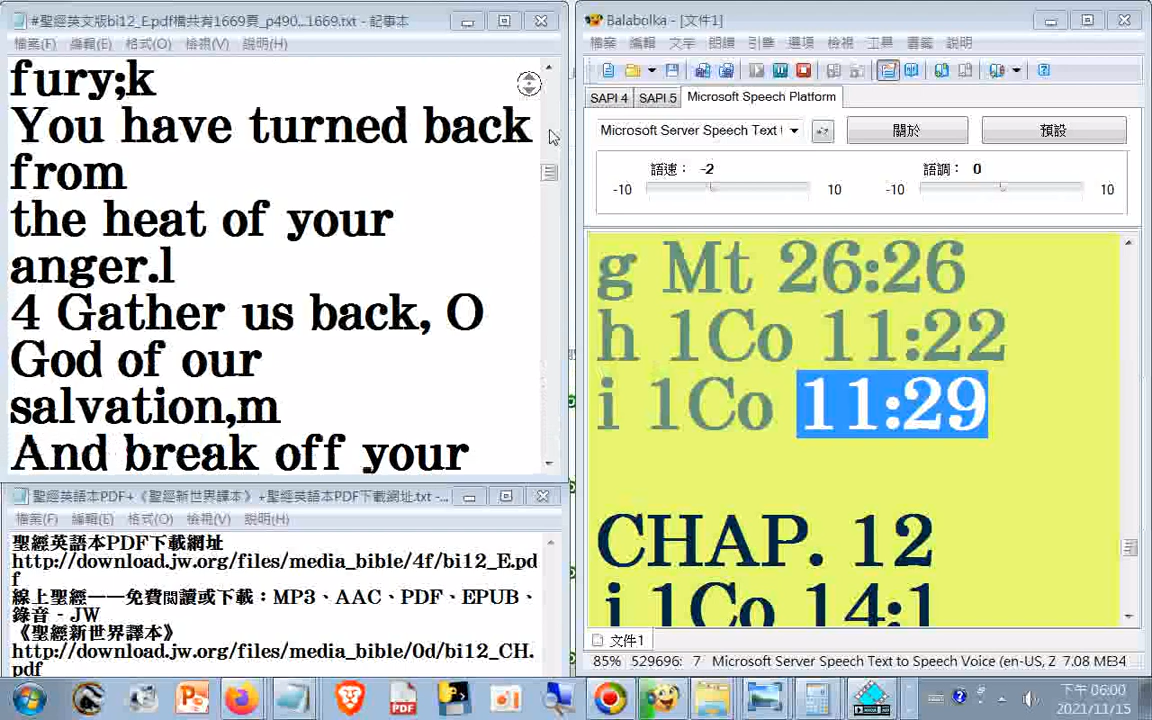 #聖經英文版bi12_E.pdf檔共有1669頁_p490...1669.txt - 記事本
檔案(F) 編輯(E) 格式(O) 檢視(V) 說明(H)
fury;k
You have turned back
from
the heat of your
anger.l
4 Gather us back, O
God of our
salvation,m
And break off your
聖經英語本PDF+《聖經新世界譯本》+聖經英語本PDF下載網址.txt - ...
檔案(F) 編輯(E) 格式(O) 檢視(V) 說明(H)
聖經英語本PDF下載網址
http://download.jw.org/files/media_bible/4f/bi12_E.pd
f
線上聖經——免費閱讀或下載：MP3、AAC、PDF、EPUB、
錄音 - JW
《聖經新世界譯本》
http://download.jw.org/files/media_bible/0d/bi12_CH.
pdf
Balabolka - [文件1]
檔案 編輯 文字 朗讀 引擎 選項 檢視 工具 書籤 說明
SAPI 4 SAPI 5 Microsoft Speech Platform
Microsoft Server Speech Text 關於 預設
語速： -2 語調： 0
-10 10 -10 10
g Mt 26:26
h 1Co 11:22
i 1Co 11:29
CHAP. 12
j 1Co 14:1
文件1
85% 529696: 7 Microsoft Server Speech Text to Speech Voice (en-US, Z 7.08 MB34
下午 06:00
2021/11/15